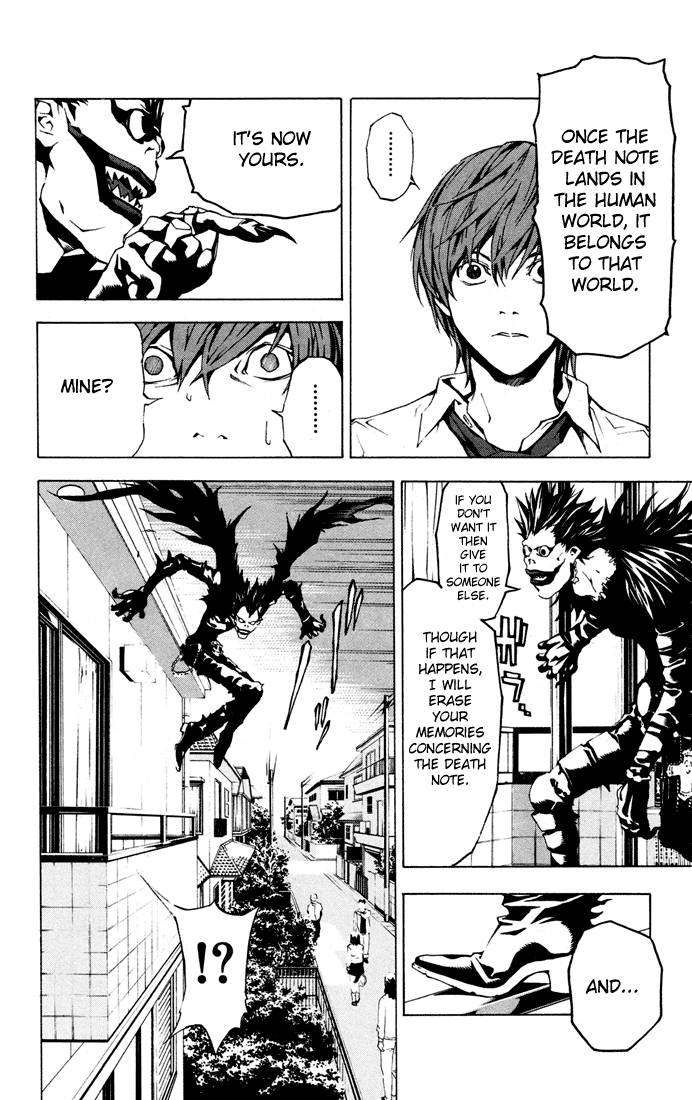 ONCE THE
DEATH NOTE
LANDS IN
THE HUMAN
WORLD, IT
BELONGS
TO THAT
WORLD.
.........
IT'S NOW
YOURS.
.......
MINE?
IF YOU
DON'T
WANT IT
THEN
GIVE
IT TO
SOMEONE
ELSE.
THOUGH
IF THAT
HAPPENS,
I WILL
ERASE
YOUR
MEMORIES
CONCERNING
THE DEATH
NOTE.
ガラ..
AND...
!?